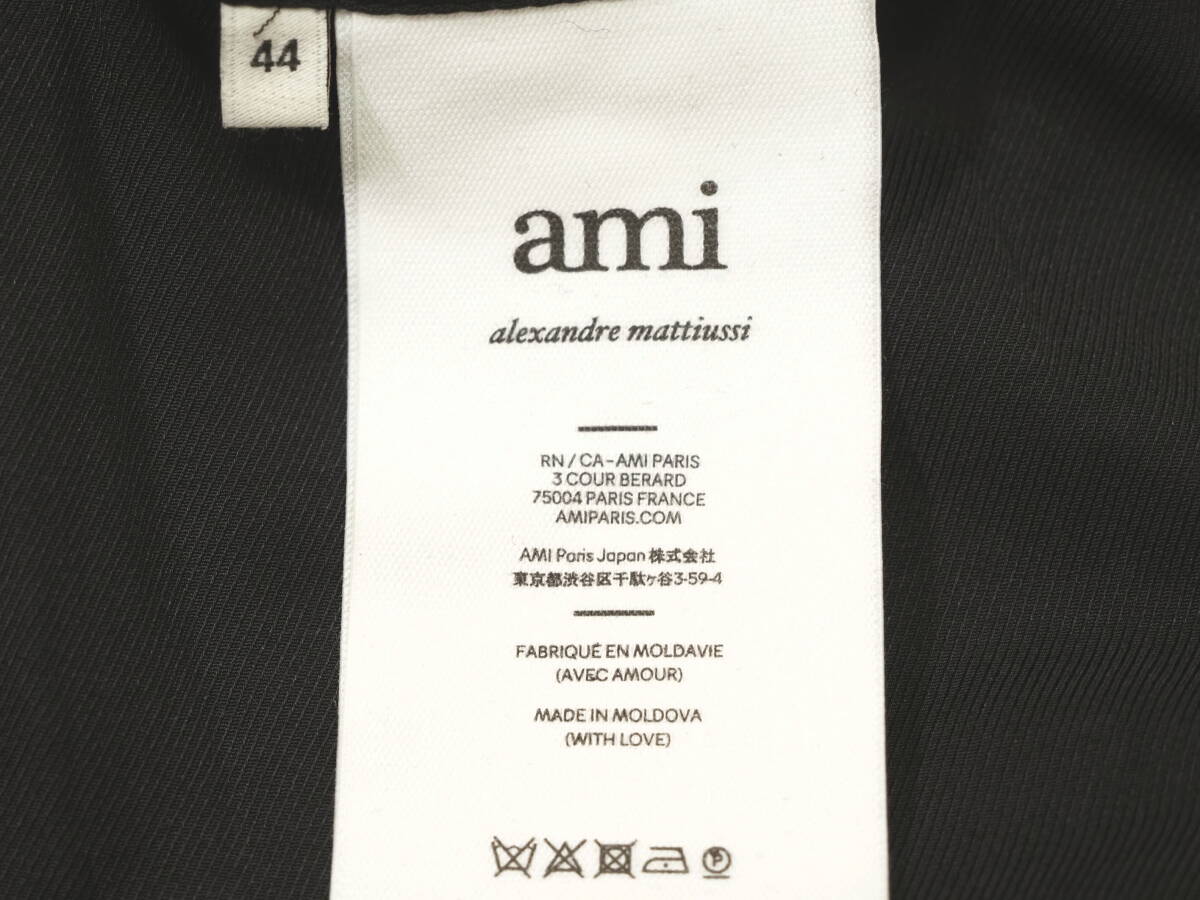 44
ami
alexandre mattiussi
RN / CA-AMI PARIS
3 COUR BERARD
75004 PARIS FRANCE
AMIPARIS.COM
AMI Paris Japan 株式会社
東京都渋谷区千駄ヶ谷3-59-4
FABRIQUÉ EN MOLDAVIE
(AVEC AMOUR)
MADE IN MOLDOVA
(WITH LOVE)
P